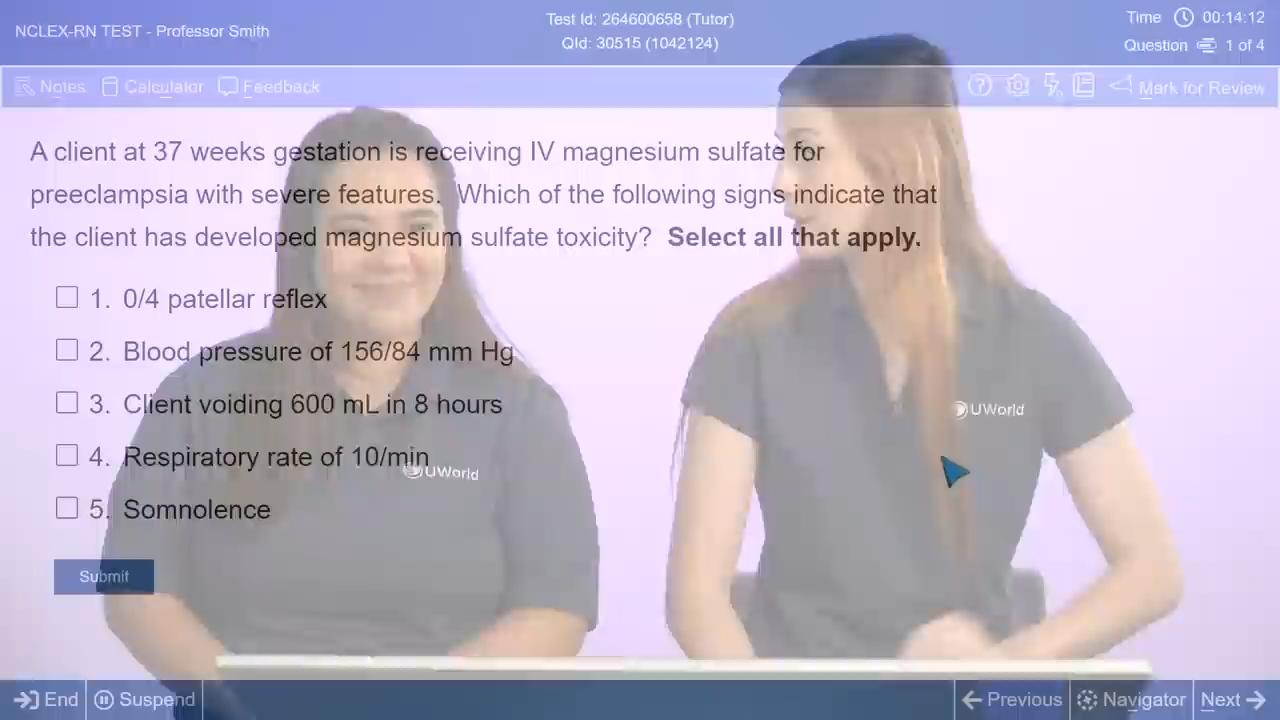 NCLEX-RN TEST - Professor Smith
Test Id: 264600658 (Tutor)
QId: 30515 (1042124)
Time 00:14:12
Question 1 of 4
Notes Calculator Feedback
Mark for Review
A client at 37 weeks gestation is receiving IV magnesium sulfate for
preeclampsia with severe features. Which of the following signs indicate that
the client has developed magnesium sulfate toxicity? Select all that apply.
1. 0/4 patellar reflex
2. Blood pressure of 156/84 mm Hg
3. Client voiding 600 mL in 8 hours
4. Respiratory rate of 10/min
5. Somnolence
UWorld
UWorld
Submit
End Suspend
Previous Navigator Next